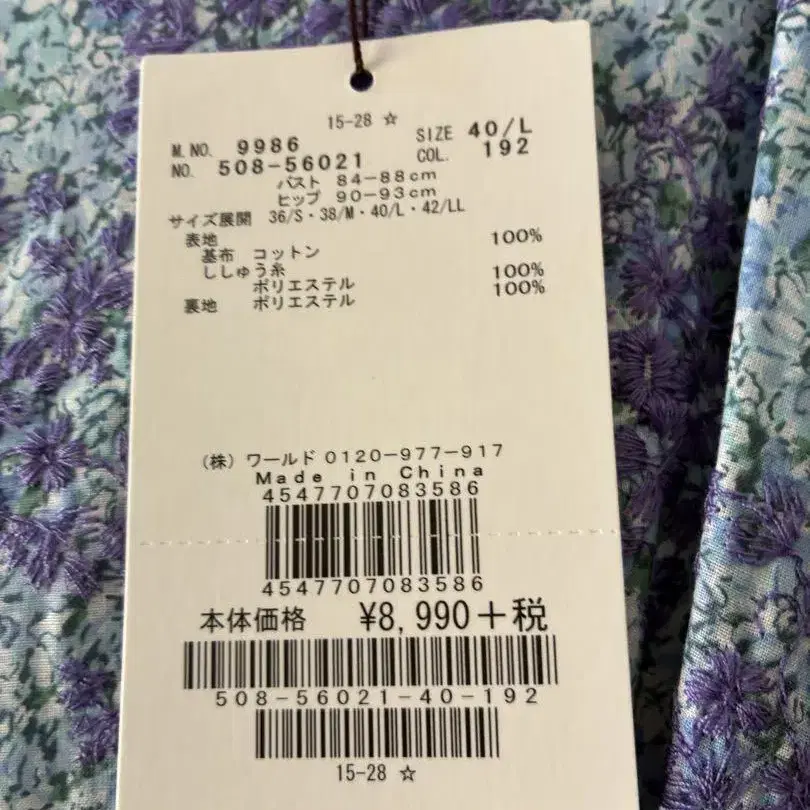 15-28 ☆
M.NO. 9986 SIZE 40/L
NO. 508-56021 COL. 192
バスト 84-88cm
ヒップ 90-93cm
サイズ展開 36/S・38/M・40/L・42/LL
表地
基布 コットン 100%
ししゅう糸
ポリエステル 100%
裏地 ポリエステル 100%
(株) ワールド 0120-977-917
Made in China
4547707083586
4547707083586
本体価格 ¥8,990+税
508-56021-40-192
15-28 ☆